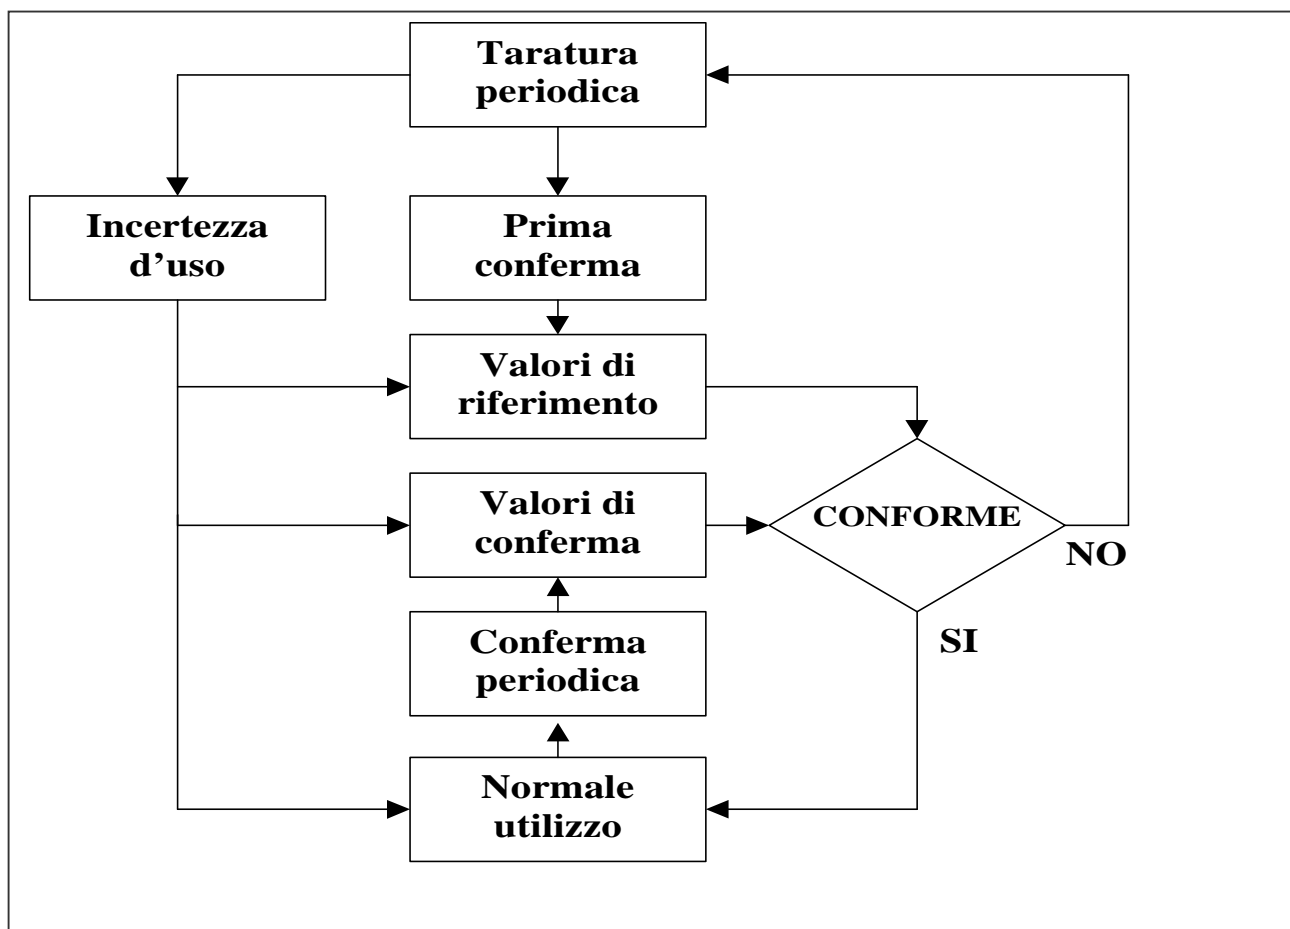 Taratura
periodica
Incertezza
d’uso
Prima
conferma
Valori di
riferimento
Valori di
conferma
CONFORME
NO
SI
Conferma
periodica
Normale
utilizzo